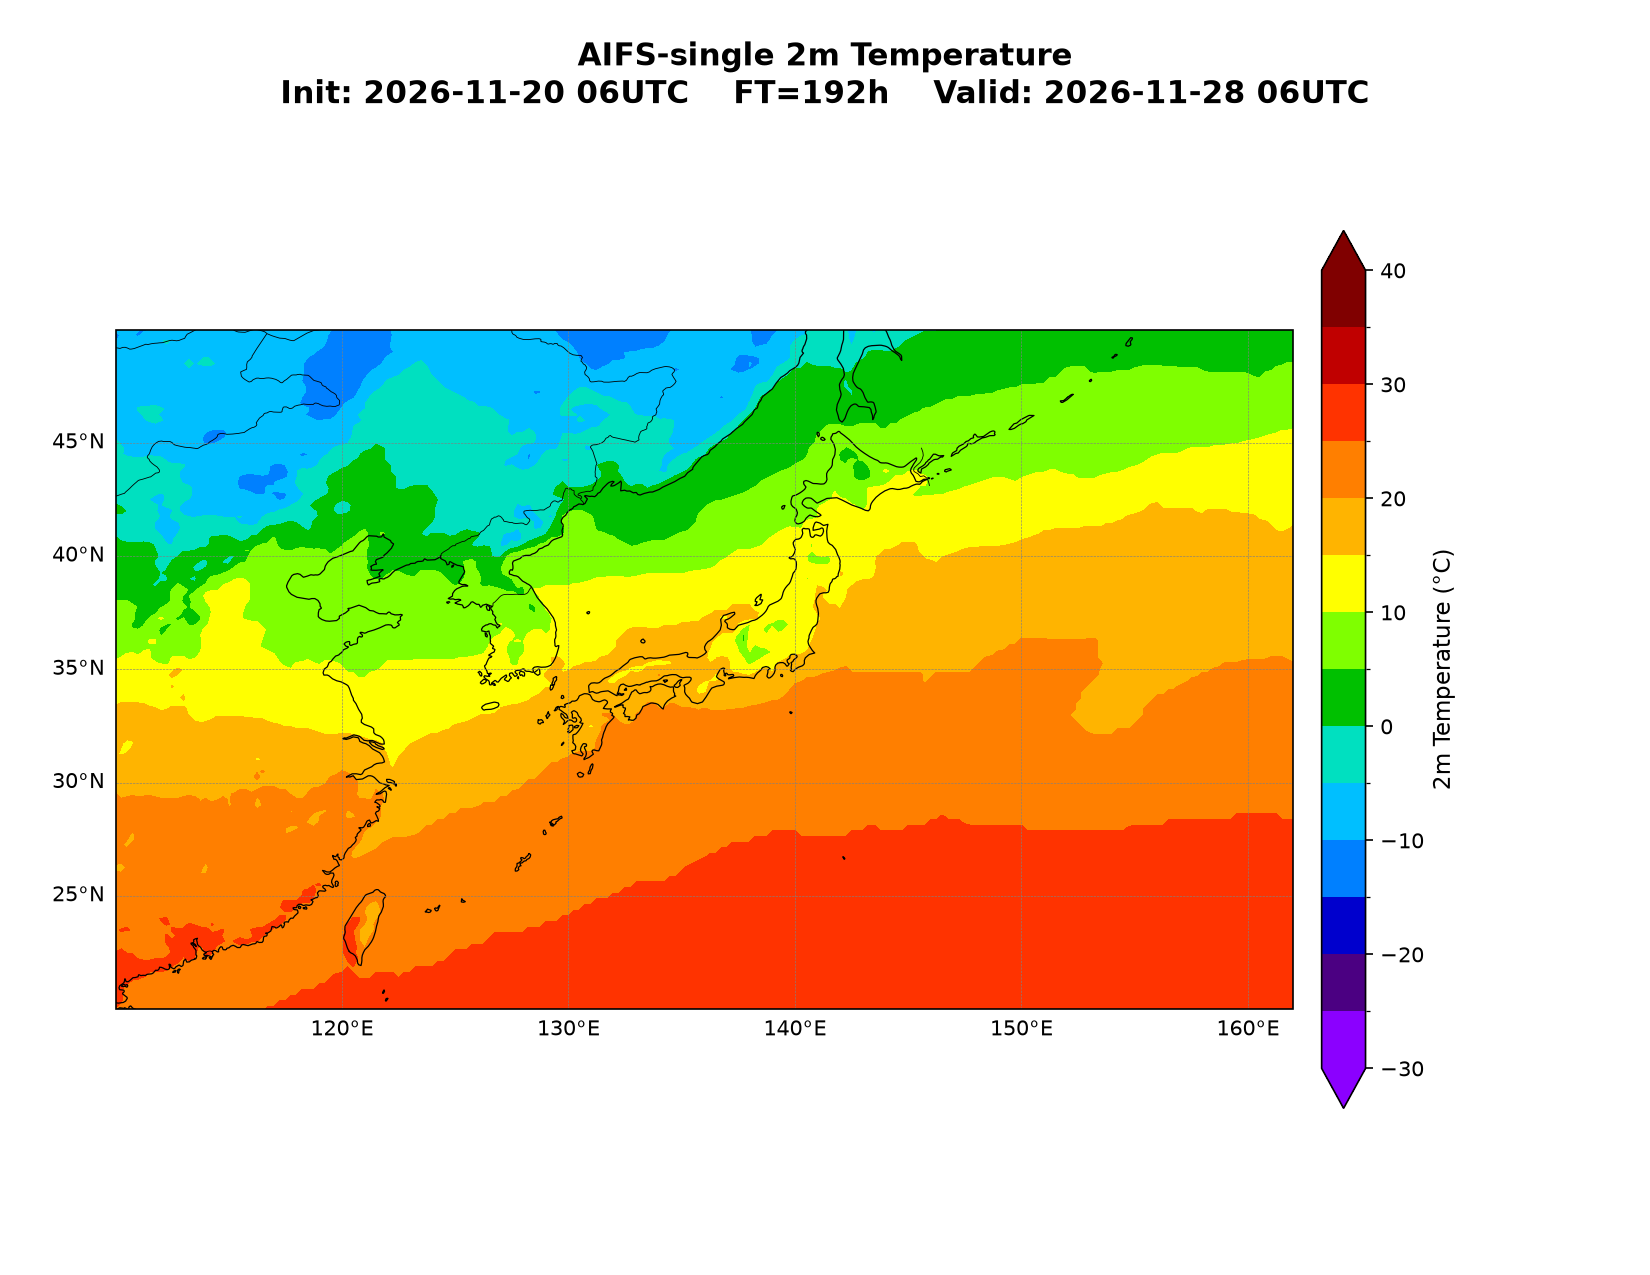 AIFS-single 2m Temperature
Init: 2026-11-20 06UTC    FT=192h    Valid: 2026-11-28 06UTC
45°N
40°N
35°N
30°N
25°N
120°E
130°E
140°E
150°E
160°E
40
30
20
10
0
−10
−20
−30
2m Temperature (°C)